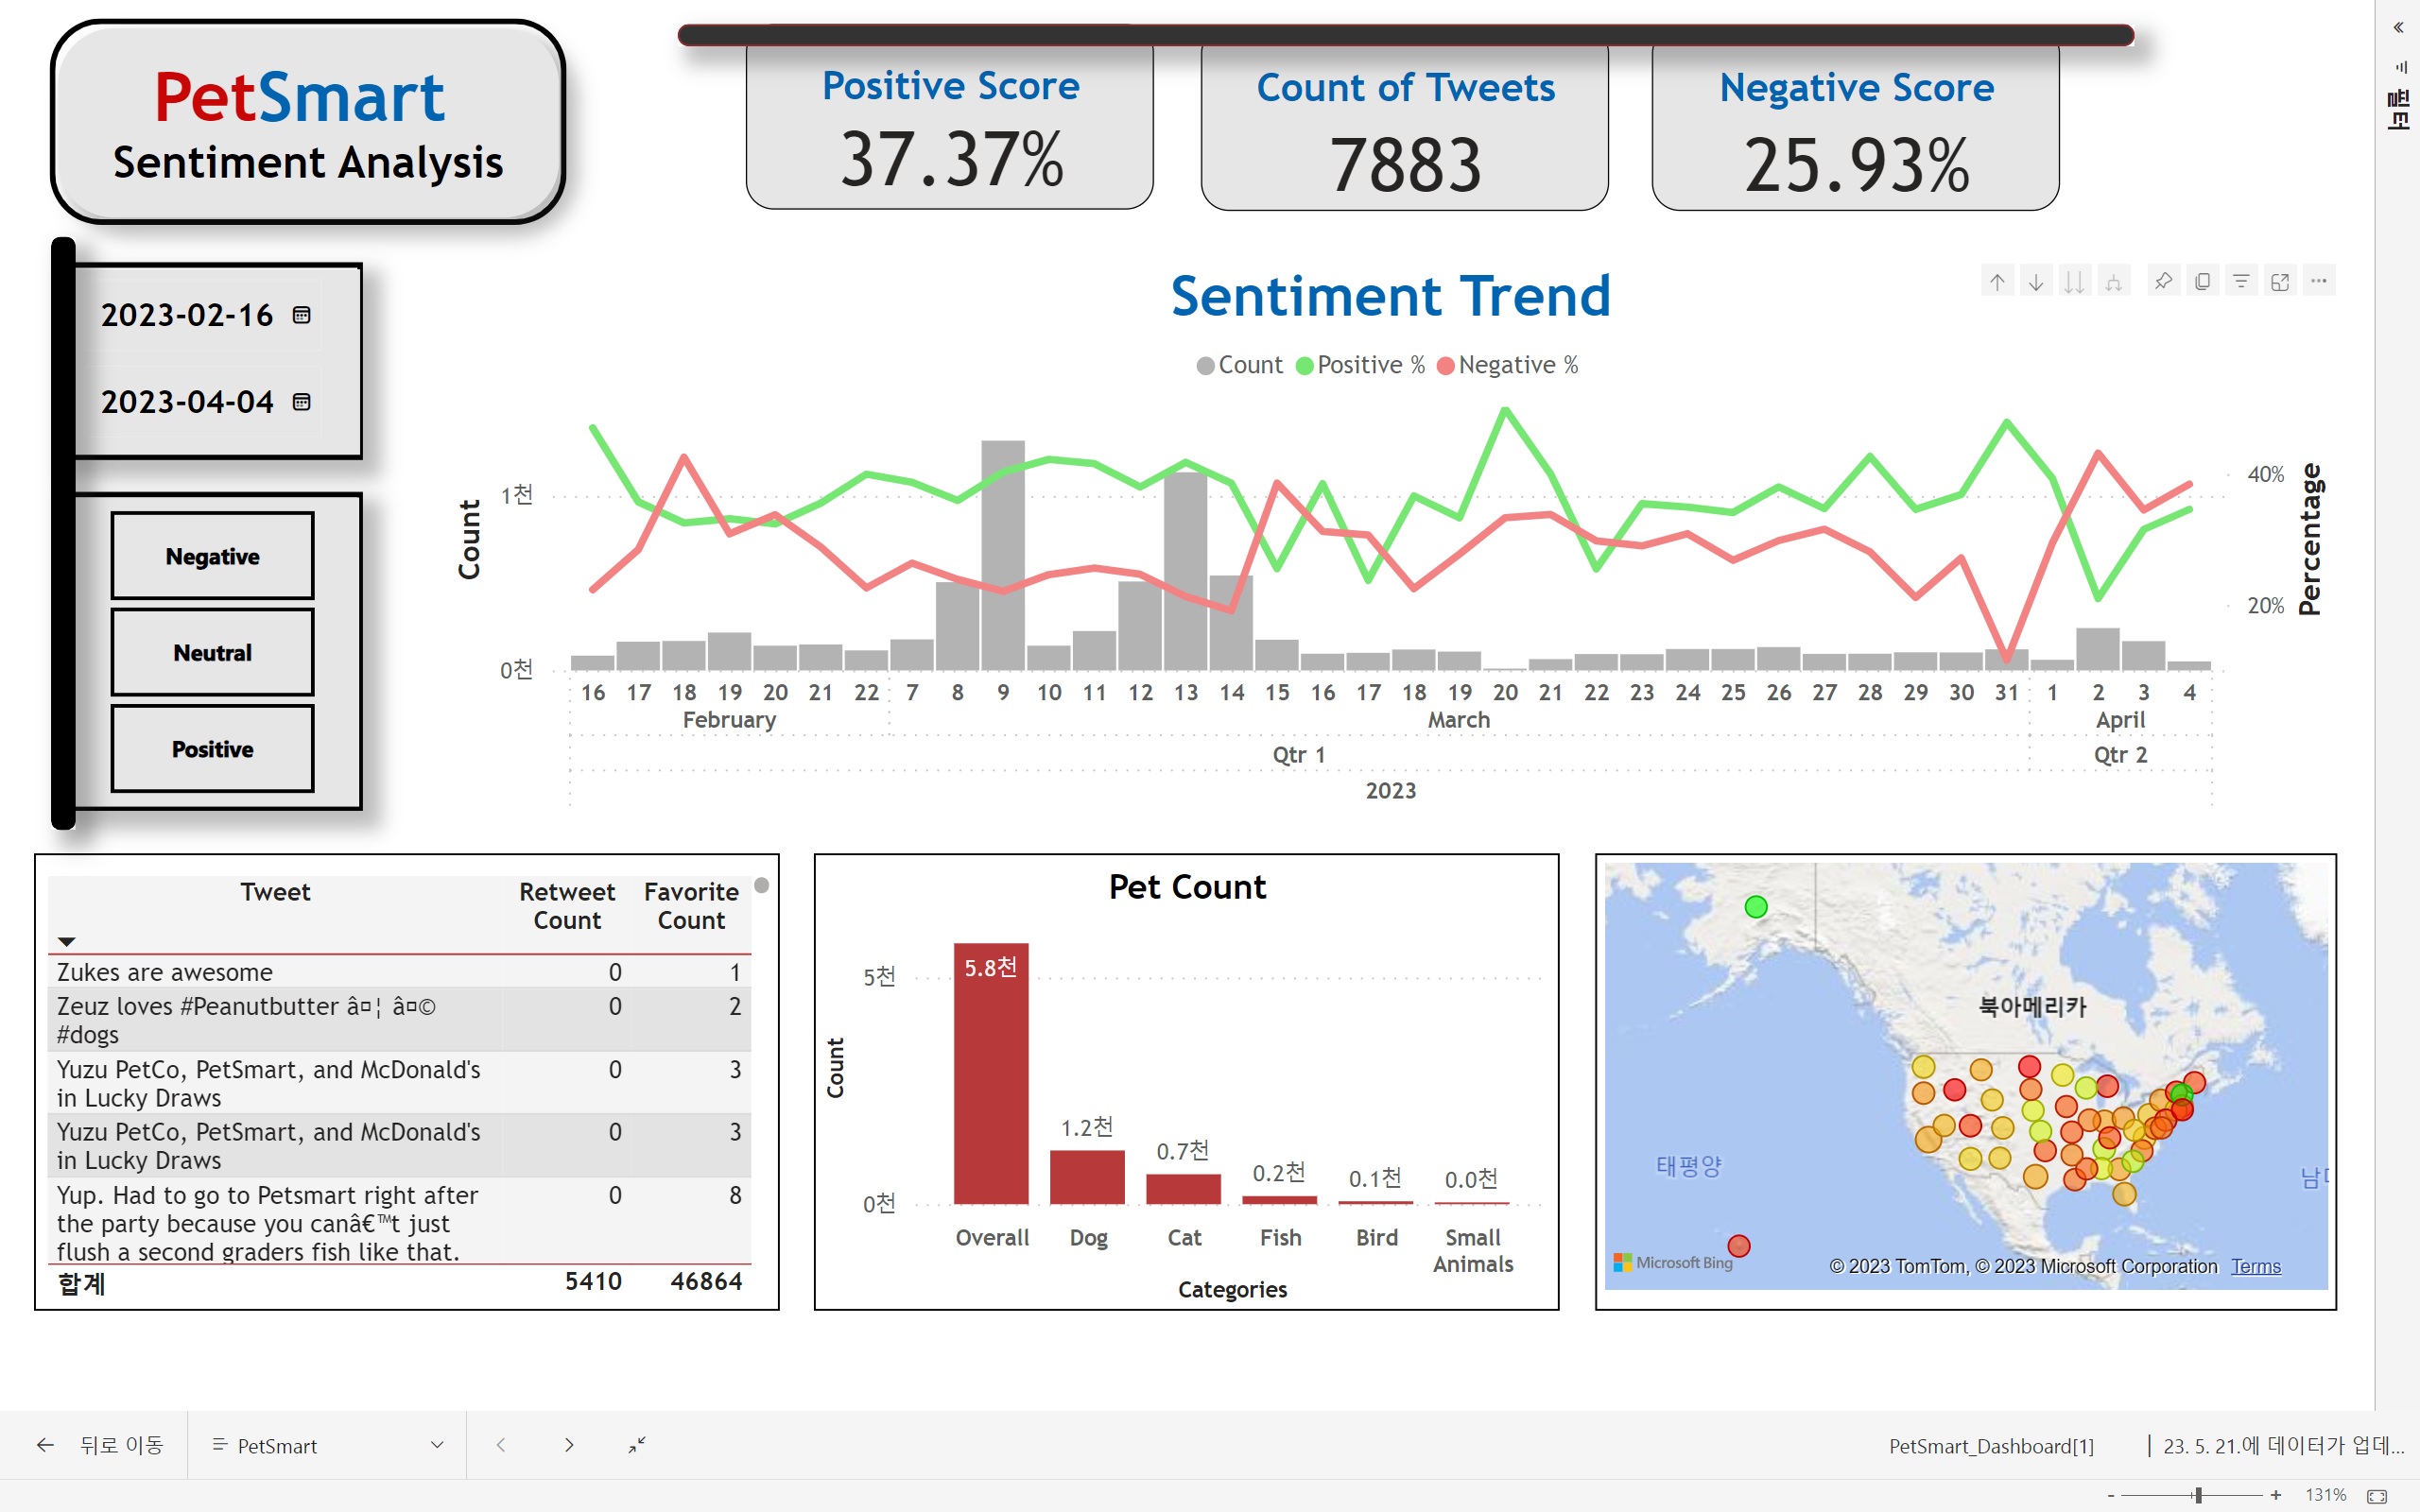 PetSmart
Sentiment Analysis
Positive Score
37.37%
Count of Tweets
7883
Negative Score
25.93%
필터
2023-02-16
2023-04-04
Negative
Neutral
Positive
Sentiment Trend
Count Positive % Negative %
Count
1천
0천
40%
20%
Percentage
16 17 18 19 20 21 22 7 8 9 10 11 12 13 14 15 16 17 18 19 20 21 22 23 24 25 26 27 28 29 30 31 1 2 3 4
February March April
Qtr 1 Qtr 2
2023
Tweet Retweet Favorite
Count Count
Zukes are awesome 0 1
Zeuz loves #Peanutbutter â¤¦ â¤© 0 2
#dogs
Yuzu PetCo, PetSmart, and McDonald's 0 3
in Lucky Draws
Yuzu PetCo, PetSmart, and McDonald's 0 3
in Lucky Draws
Yup. Had to go to Petsmart right after 0 8
the party because you canâ€™t just
flush a second graders fish like that.
합계 5410 46864
Pet Count
Count
5천
0천
5.8천
1.2천
0.7천
0.2천
0.1천
0.0천
Overall Dog Cat Fish Bird Small
Animals
Categories
북아메리카
태평양
Microsoft Bing
© 2023 TomTom, © 2023 Microsoft Corporation Terms
뒤로 이동
PetSmart
PetSmart_Dashboard[1] | 23. 5. 21.에 데이터가 업데...
- + 131%